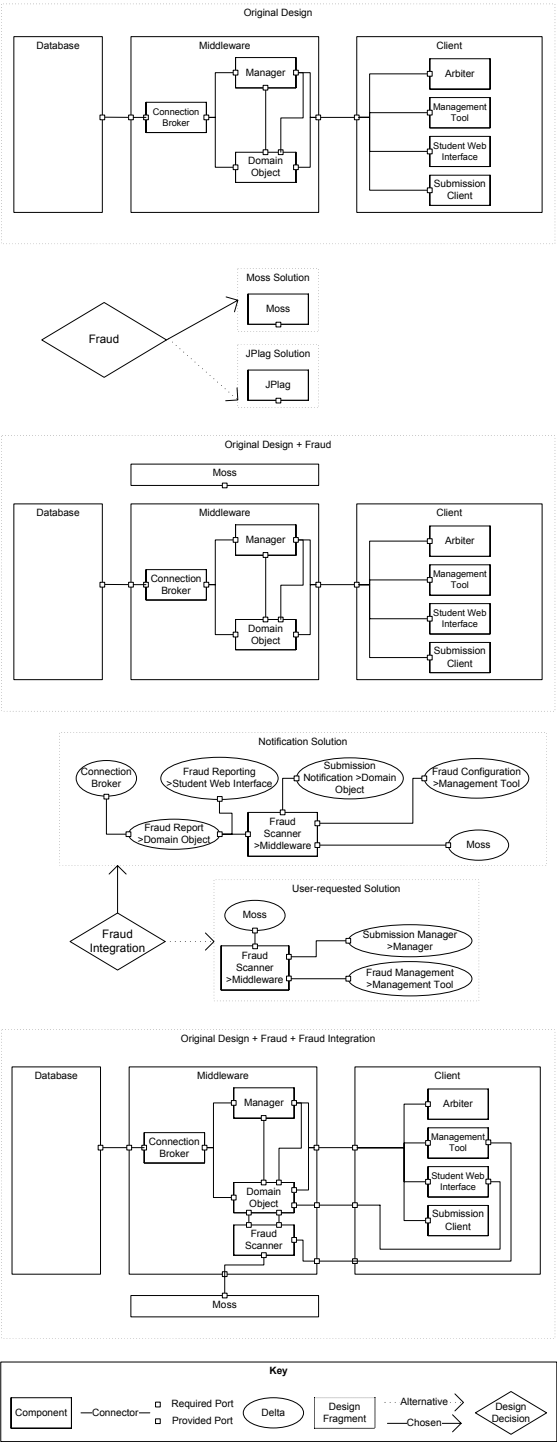 Original Design
Database
Middleware
Client
Manager
Connection
Broker
Domain
Object
Arbiter
Management
Tool
Student Web
Interface
Submission
Client
Fraud
Moss Solution
Moss
JPlag Solution
JPlag
Original Design + Fraud
Moss
Database
Middleware
Client
Manager
Connection
Broker
Domain
Object
Arbiter
Management
Tool
Student Web
Interface
Submission
Client
Notification Solution
Connection
Broker
Fraud Reporting
>Student Web Interface
Submission
Notification >Domain
Object
Fraud Configuration
>Management Tool
Fraud Report
>Domain Object
Fraud
Scanner
>Middleware
Moss
Fraud
Integration
User-requested Solution
Moss
Fraud
Scanner
>Middleware
Submission Manager
>Manager
Fraud Management
>Management Tool
Original Design + Fraud + Fraud Integration
Database
Middleware
Client
Manager
Connection
Broker
Domain
Object
Fraud
Scanner
Arbiter
Management
Tool
Student Web
Interface
Submission
Client
Moss
Key
Component
Connector
Required Port
Provided Port
Delta
Design
Fragment
Alternative
Chosen
Design
Decision